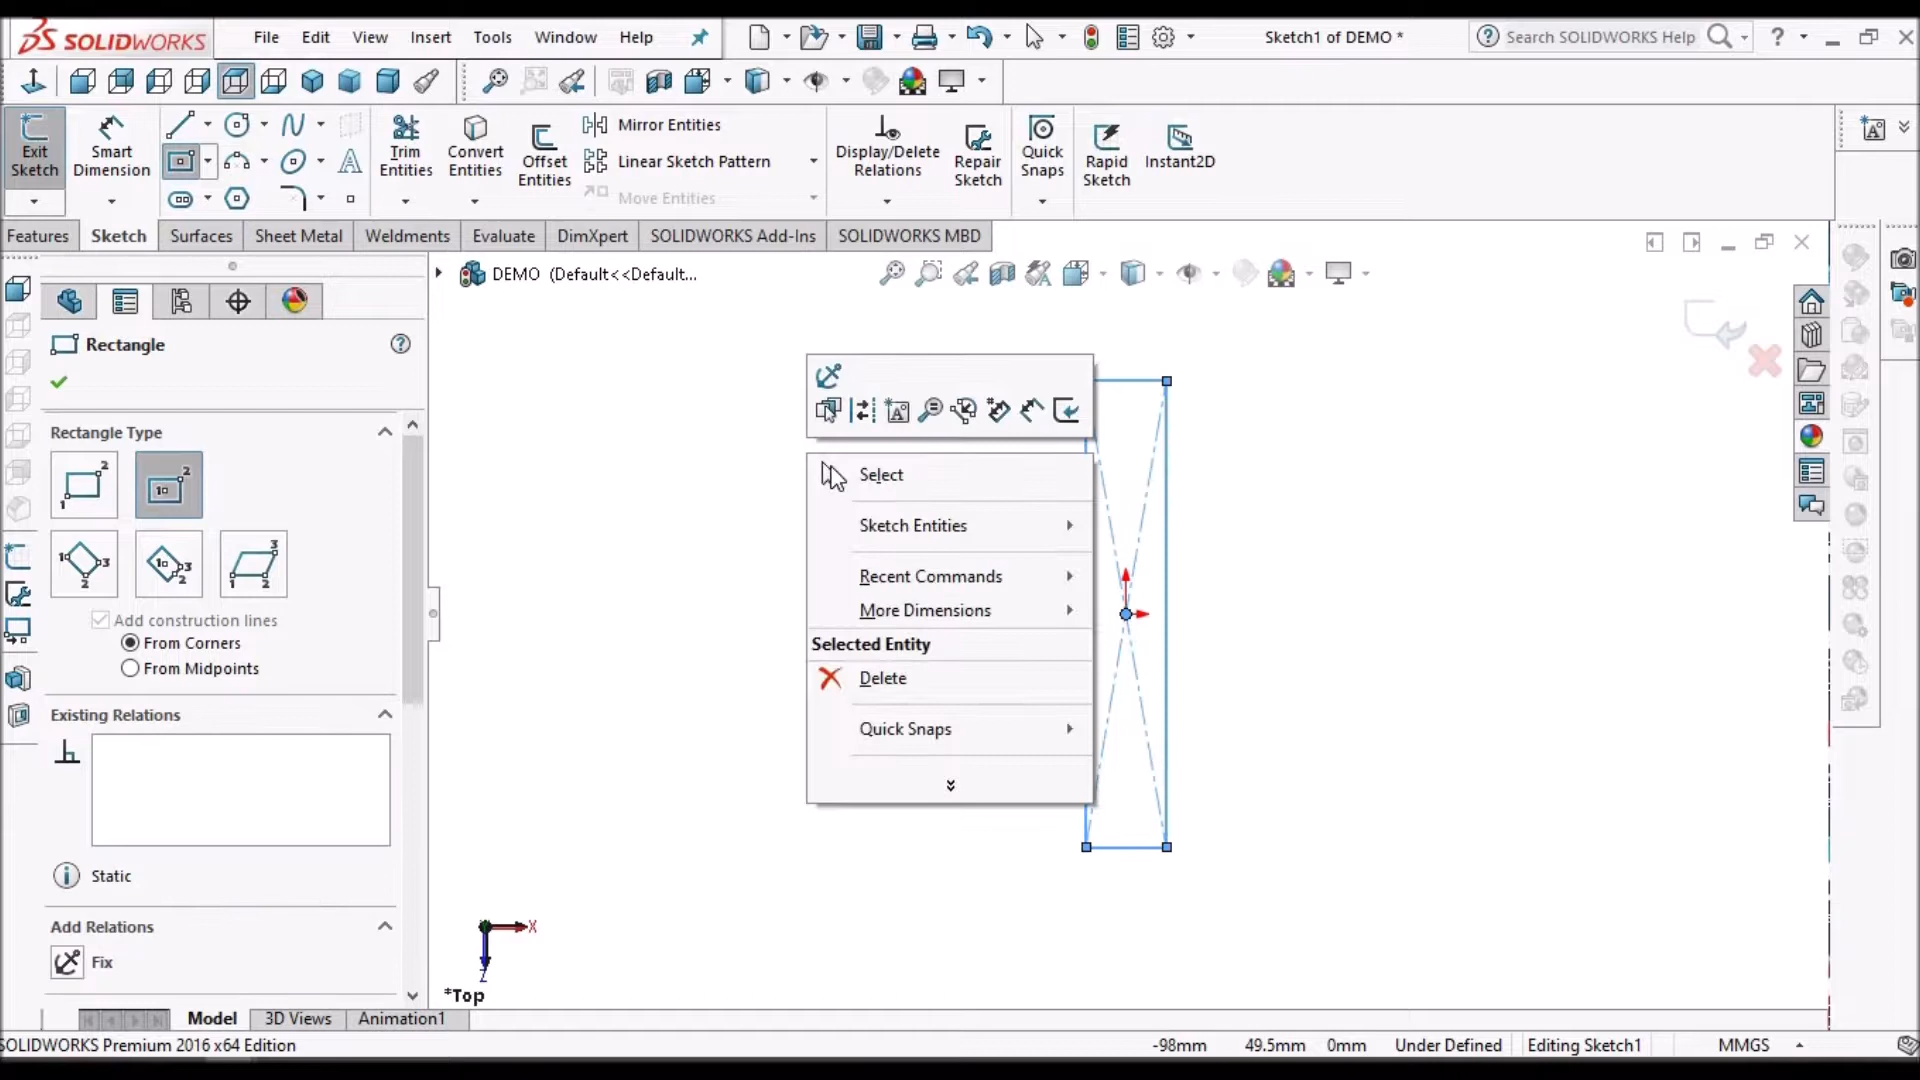 SOLIDWORKS File Edit View Insert Tools Window Help Sketch1 of DEMO * Search SOLIDWORKS Help ?
Exit Sketch Smart Dimension Trim Entities Convert Entities Offset Entities Mirror Entities Linear Sketch Pattern Move Entities Display/Delete Relations Repair Sketch Quick Snaps Rapid Sketch Instant2D
Features Sketch Surfaces Sheet Metal Weldments Evaluate DimXpert SOLIDWORKS Add-Ins SOLIDWORKS MBD
DEMO (Default<<Default...
Rectangle
Rectangle Type
Add construction lines
From Corners
From Midpoints
Existing Relations
Static
Add Relations
Fix
Select
Sketch Entities
Recent Commands
More Dimensions
Selected Entity
Delete
Quick Snaps
X
Z
*Top
Model 3D Views Animation1
SOLIDWORKS Premium 2016 x64 Edition -98mm 49.5mm 0mm Under Defined Editing Sketch1 MMGS